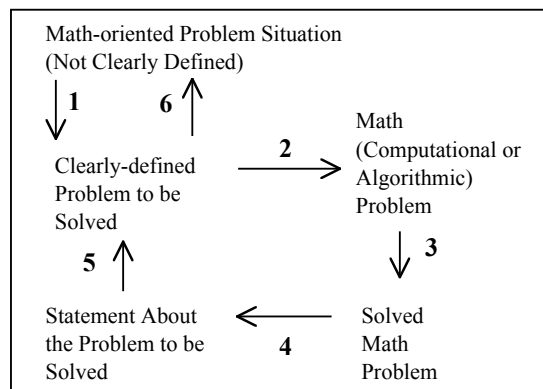 Math-oriented Problem Situation
(Not Clearly Defined)
1
6
2
Clearly-defined
Problem to be
Solved
Math
(Computational or
Algorithmic)
Problem
3
5
Statement About
the Problem to be
Solved
4
Solved
Math
Problem